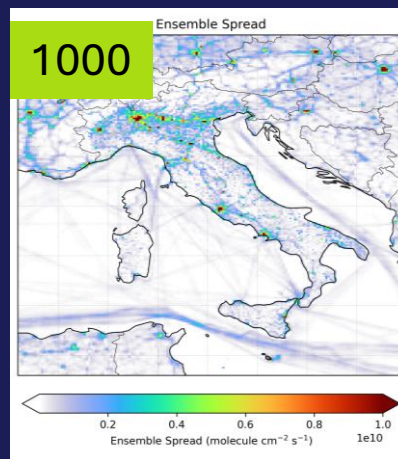 Ensemble Spread
1000
0.2 0.4 0.6 0.8 1.0
1e10
Ensemble Spread (molecule cm⁻² s⁻¹)